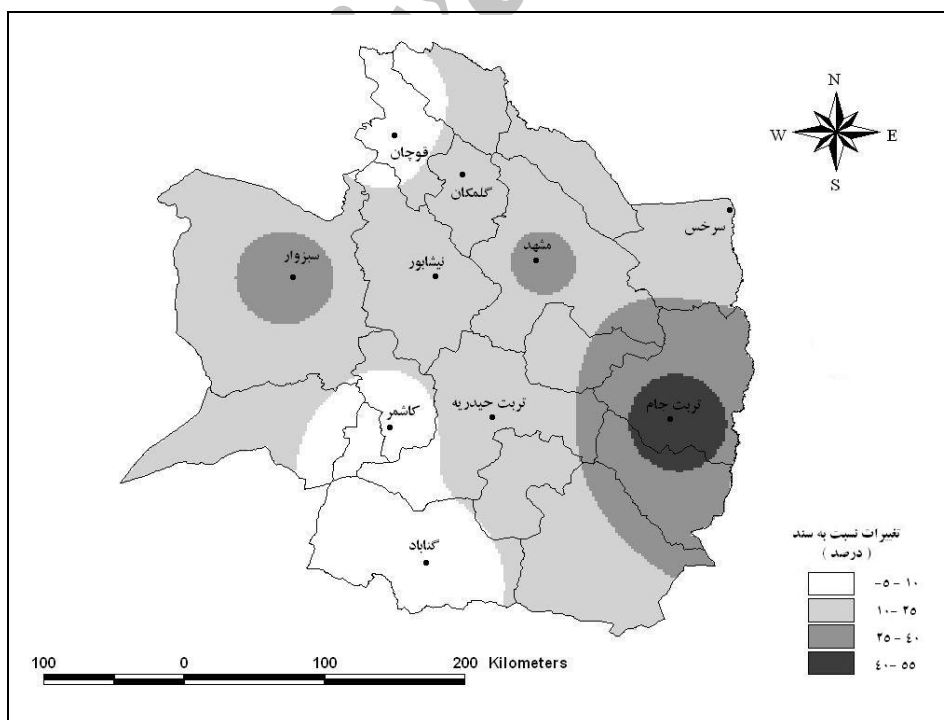 N
W E
S
قوچان
گلمکان
سرخس
مشهد
سبزوار
نیشابور
تربت جام
تربت حیدریه
کاشمر
گناباد
تغییرات نسبت به سند
( درصد )
-۵ - ۱۰
۱۰ - ۲۵
۲۵ - ۴۰
۴۰ - ۵۵
100 0 100 200 Kilometers